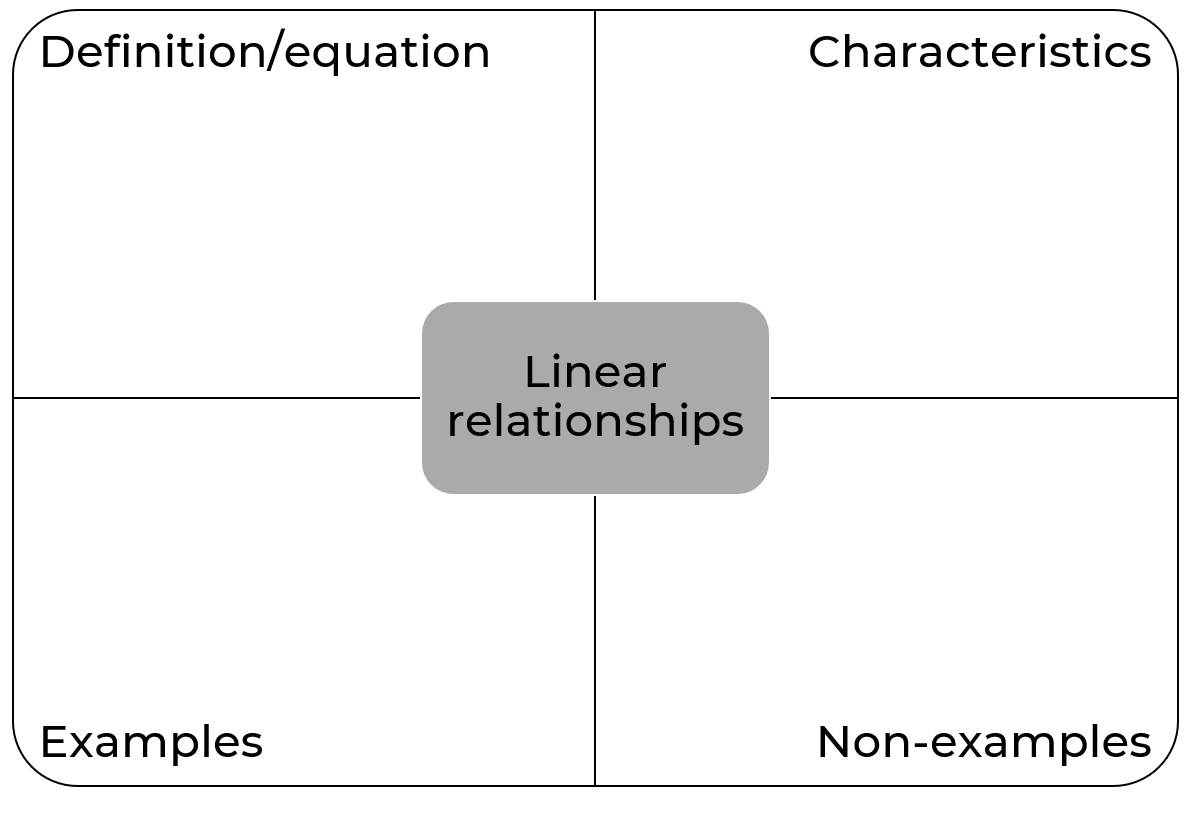 Definition/equation
Characteristics
Linear
relationships
Examples
Non-examples